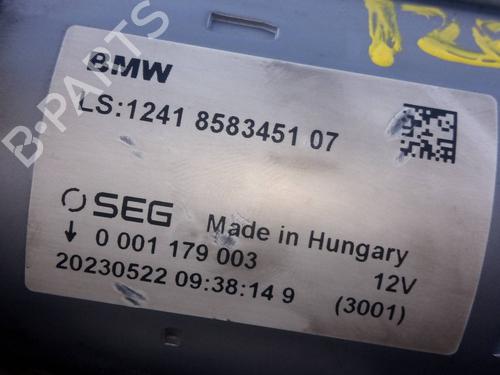 B-PARTS
BMW
LS:1241 8583451 07
SEG Made in Hungary
0 001 179 003 12V
20230522 09:38:14 9 (3001)